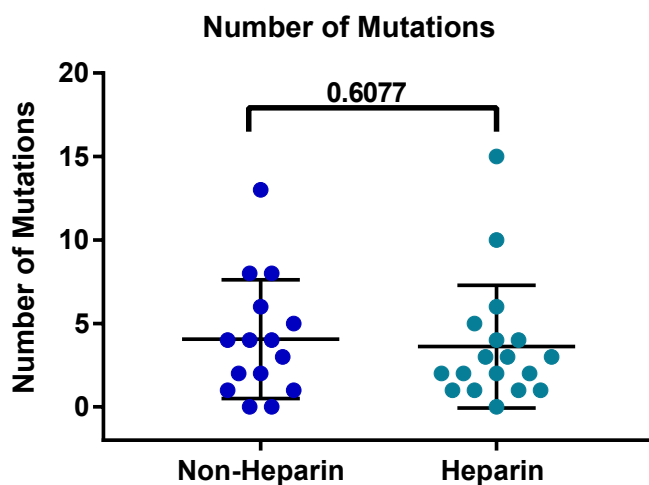 Number of Mutations
0.6077
Number of Mutations
20
15
10
5
0
Non-Heparin
Heparin